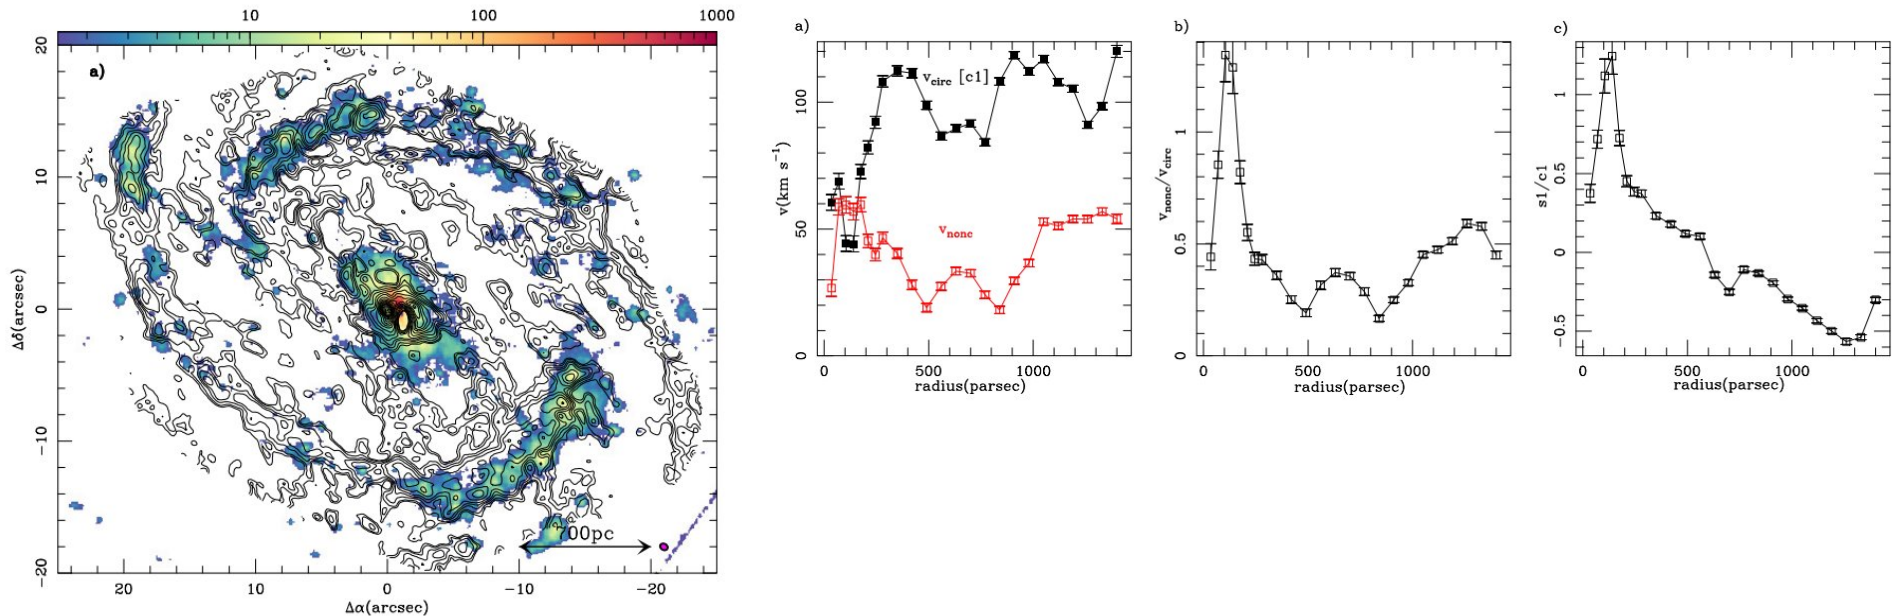 10 100 1000
a)
20
10
0
−10
−20
Δδ(arcsec)
700pc
20 10 0 −10 −20
Δα(arcsec)
a)
v_circ [c1]
v_nonc
100
50
0
v(km s⁻¹)
0 500 1000
radius(parsec)
b)
1
0.5
0
v_nonc/v_circ
0 500 1000
radius(parsec)
c)
1
0.5
0
−0.5
s1/c1
0 500 1000
radius(parsec)